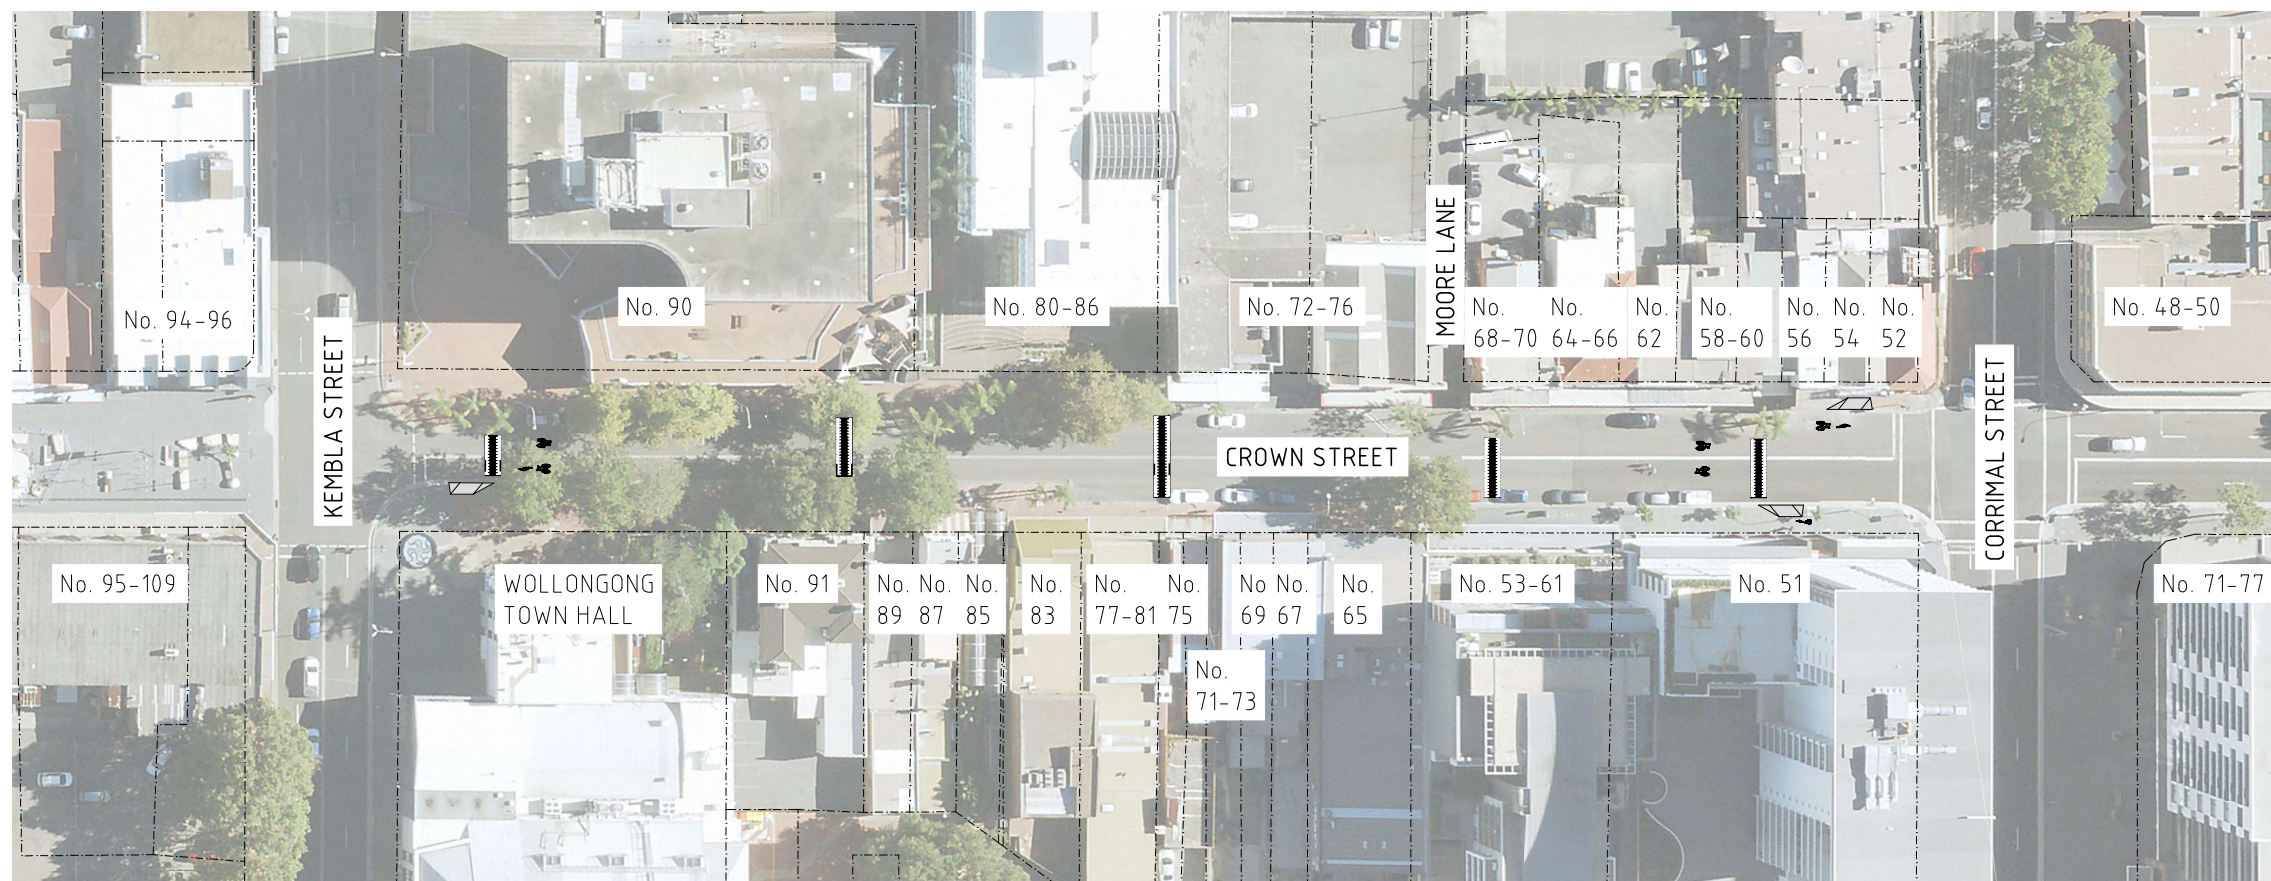 No. 94-96
No. 90
No. 80-86
No. 72-76
MOORE LANE
No.
68-70
No.
64-66
No.
62
No.
58-60
No.
56
No.
54
No.
52
No. 48-50
KEMBLA STREET
CROWN STREET
CORRIMAL STREET
No. 95-109
WOLLONGONG
TOWN HALL
No. 91
No.
89
No.
87
No.
85
No.
83
No.
77-81
No.
75
No.
71-73
No
69
No.
67
No.
65
No. 53-61
No. 51
No. 71-77